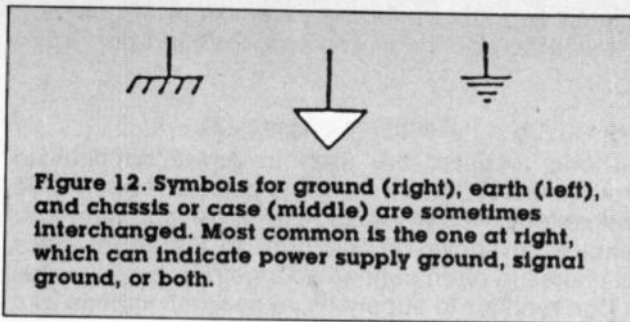 Figure 12. Symbols for ground (right), earth (left),
and chassis or case (middle) are sometimes
interchanged. Most common is the one at right,
which can indicate power supply ground, signal
ground, or both.